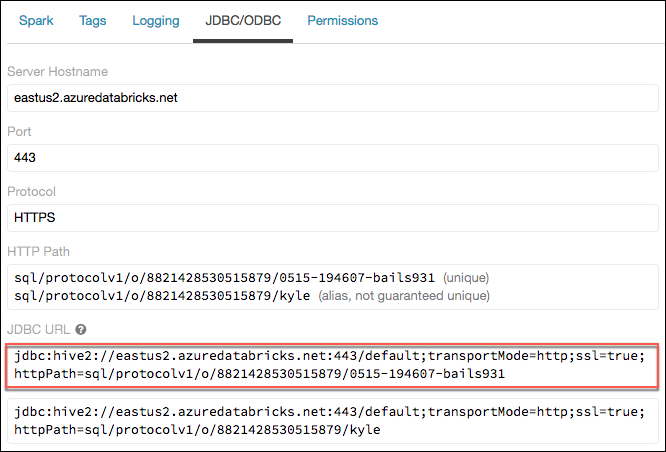 Spark Tags Logging JDBC/ODBC Permissions
Server Hostname
eastus2.azuredatabricks.net
Port
443
Protocol
HTTPS
HTTP Path
sql/protocolv1/o/8821428530515879/0515-194607-bails931 (unique)
sql/protocolv1/o/8821428530515879/kyle (alias, not guaranteed unique)
JDBC URL ?
jdbc:hive2://eastus2.azuredatabricks.net:443/default;transportMode=http;ssl=true;
httpPath=sql/protocolv1/o/8821428530515879/0515-194607-bails931
jdbc:hive2://eastus2.azuredatabricks.net:443/default;transportMode=http;ssl=true;
httpPath=sql/protocolv1/o/8821428530515879/kyle